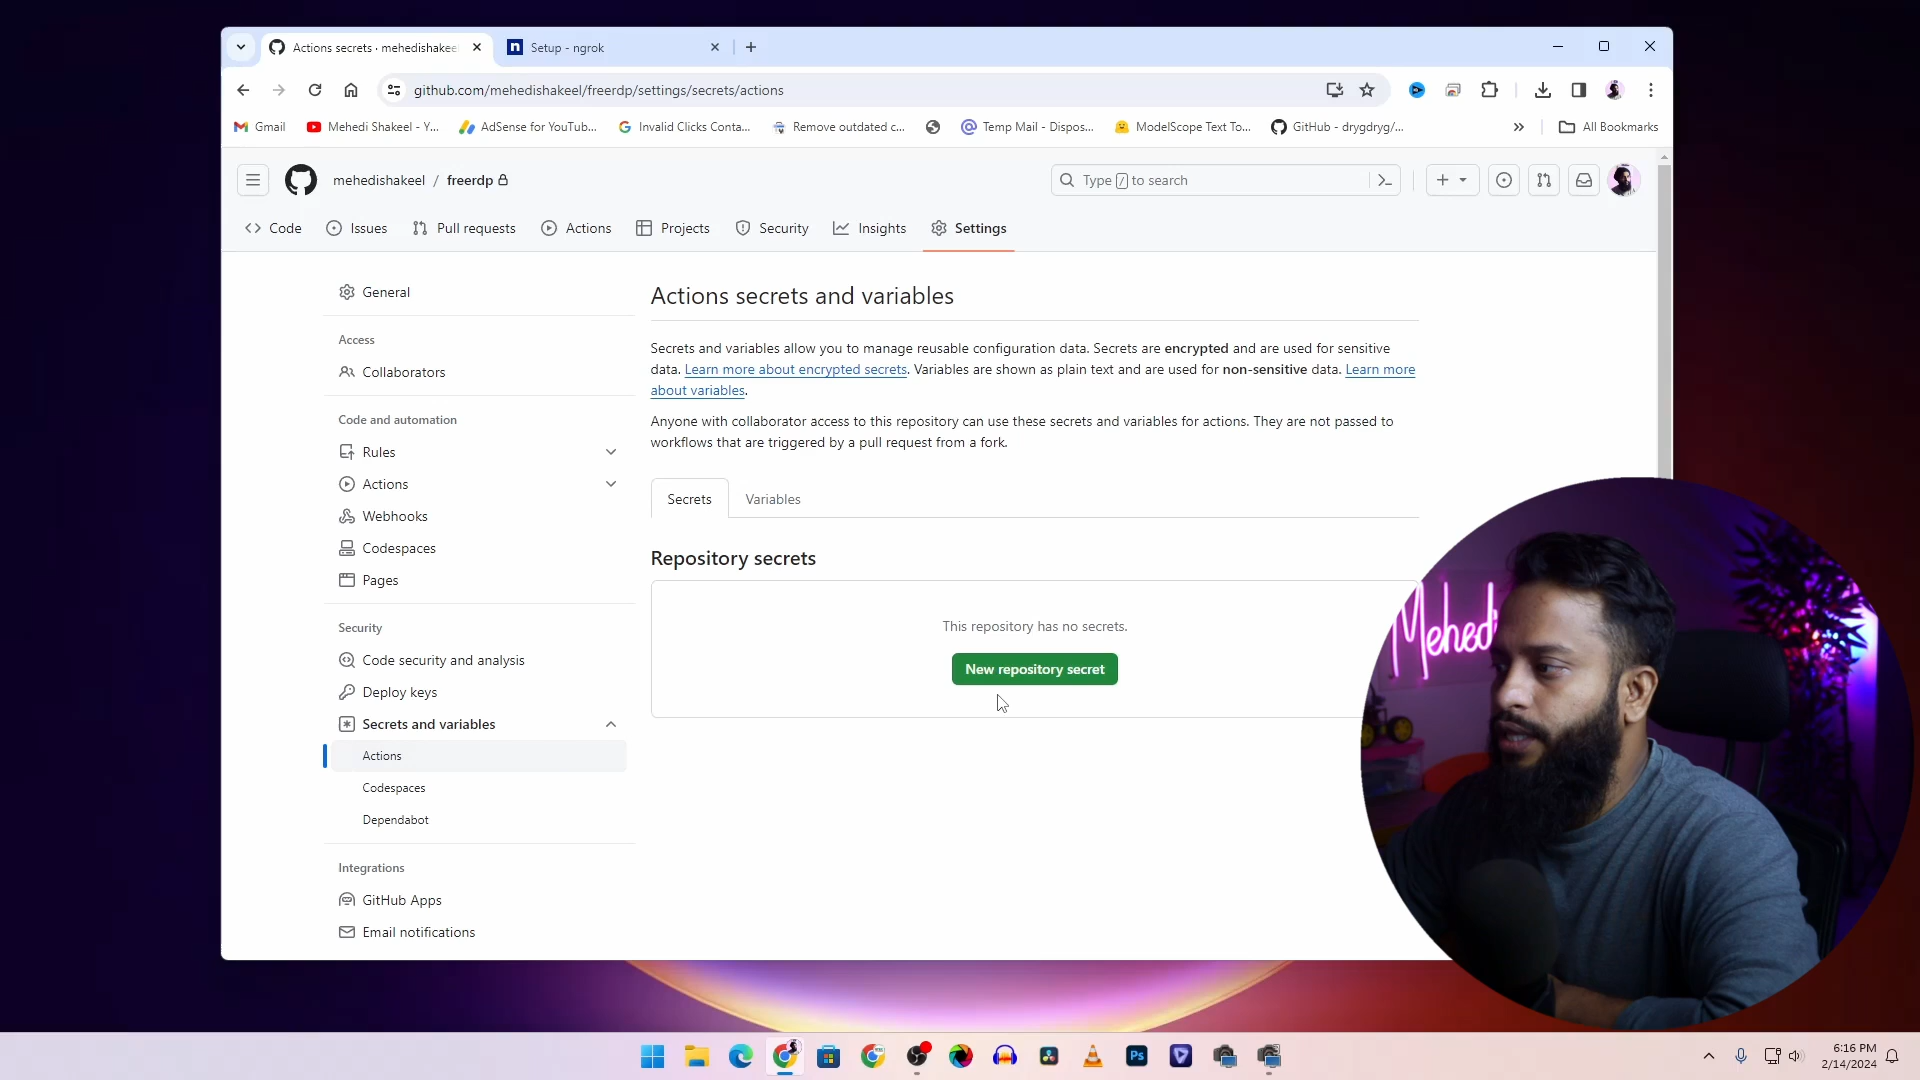 Actions secrets · mehedishakee
Setup - ngrok
github.com/mehedishakeel/freerdp/settings/secrets/actions
Gmail
Mehedi Shakeel - Y...
AdSense for YouTub...
Invalid Clicks Conta...
Remove outdated c...
Temp Mail - Dispos...
ModelScope Text To...
GitHub - drygdryg/...
»
All Bookmarks
mehedishakeel / freerdp
Type / to search
Code
Issues
Pull requests
Actions
Projects
Security
Insights
Settings
General
Access
Collaborators
Code and automation
Rules
Actions
Webhooks
Codespaces
Pages
Security
Code security and analysis
Deploy keys
Secrets and variables
Actions
Codespaces
Dependabot
Integrations
GitHub Apps
Email notifications
Actions secrets and variables
Secrets and variables allow you to manage reusable configuration data. Secrets are encrypted and are used for sensitive
data. Learn more about encrypted secrets. Variables are shown as plain text and are used for non-sensitive data. Learn more
about variables.
Anyone with collaborator access to this repository can use these secrets and variables for actions. They are not passed to
workflows that are triggered by a pull request from a fork.
Secrets
Variables
Repository secrets
This repository has no secrets.
New repository secret
Mehedi
Ps
6:16 PM
2/14/2024